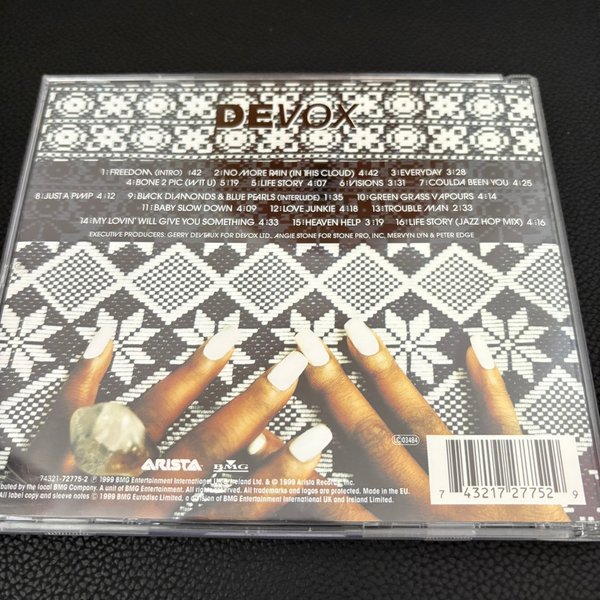 DEVOX
1: FREEDOM (INTRO) 1:42 2: NO MORE RAIN (IN THIS CLOUD) 4:42 3: EVERYDAY 3:28
4: BONE 2 PIC (WIT U) 5:19 5: LIFE STORY 4:07 6: VISIONS 3:31 7: COULDA BEEN YOU 4:25
8: JUST A PIMP 4:12 9: BLACK DIAMONDS & BLUE PEARLS (INTERLUDE) 1:35 10: GREEN GRASS VAPOURS 4:14
11: BABY SLOW DOWN 4:09 12: LOVE JUNKIE 4:18 13: TROUBLE MAN 2:33
14: MY LOVIN' WILL GIVE YOU SOMETHING 4:33 15: HEAVEN HELP 3:19 16: LIFE STORY (JAZZ HOP MIX) 4:16
EXECUTIVE PRODUCERS: GERRY DEVEAUX FOR DEVOX LTD., ANGIE STONE FOR STONE PRO, INC. MERVYN LYN & PETER EDGE
LC 03484
ARISTA
BMG
74321-72775-2 ℗ 1999 BMG Entertainment International UK & Ireland Ltd. & © 1999 Arista Records, Inc.
buted by the local BMG Company. A unit of BMG Entertainment. All rights reserved. All trademarks and logos are protected. Made in the EU.
All label copy and sleeve notes © 1999 BMG Eurodisc Limited, a division of BMG Entertainment International UK and Ireland Limited.
7 43217 27752 9